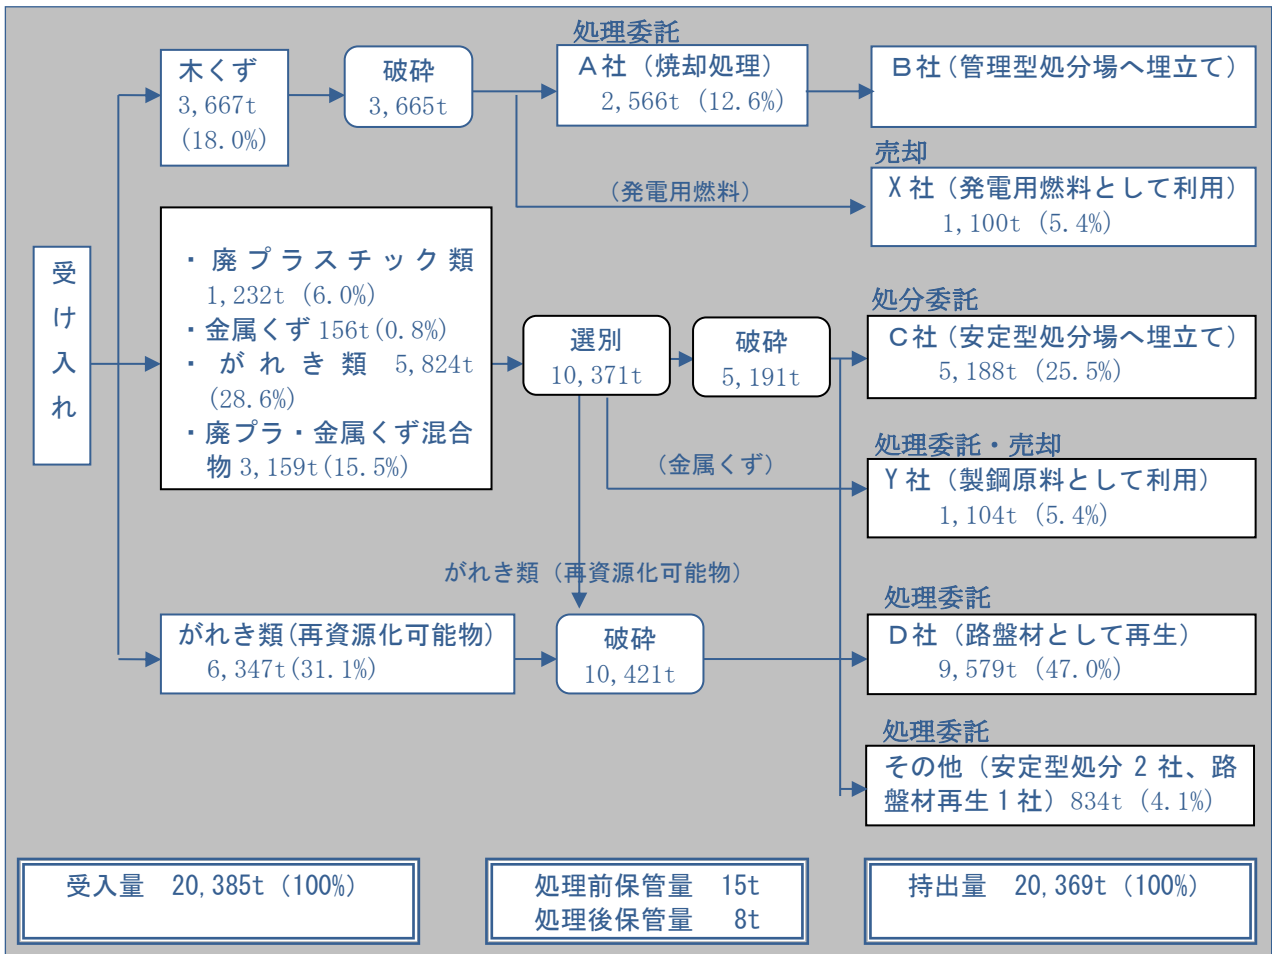 処理委託
木くず
3,667t
(18.0%)
破砕
3,665t
A社（焼却処理）
2,566t (12.6%)
B社（管理型処分場へ埋立て）
売却
（発電用燃料）
X社（発電用燃料として利用）
1,100t (5.4%)
受け入れ
・廃プラスチック類
1,232t (6.0%)
・金属くず 156t(0.8%)
・がれき類 5,824t
(28.6%)
・廃プラ・金属くず混合
物 3,159t(15.5%)
選別
10,371t
破砕
5,191t
処分委託
C社（安定型処分場へ埋立て）
5,188t (25.5%)
処理委託・売却
（金属くず）
Y社（製鋼原料として利用）
1,104t (5.4%)
がれき類（再資源化可能物）
がれき類(再資源化可能物)
6,347t(31.1%)
破砕
10,421t
処理委託
D社（路盤材として再生）
9,579t (47.0%)
処理委託
その他（安定型処分 2 社、路
盤材再生 1 社）834t (4.1%)
受入量 20,385t (100%)
処理前保管量 15t
処理後保管量 8t
持出量 20,369t (100%)